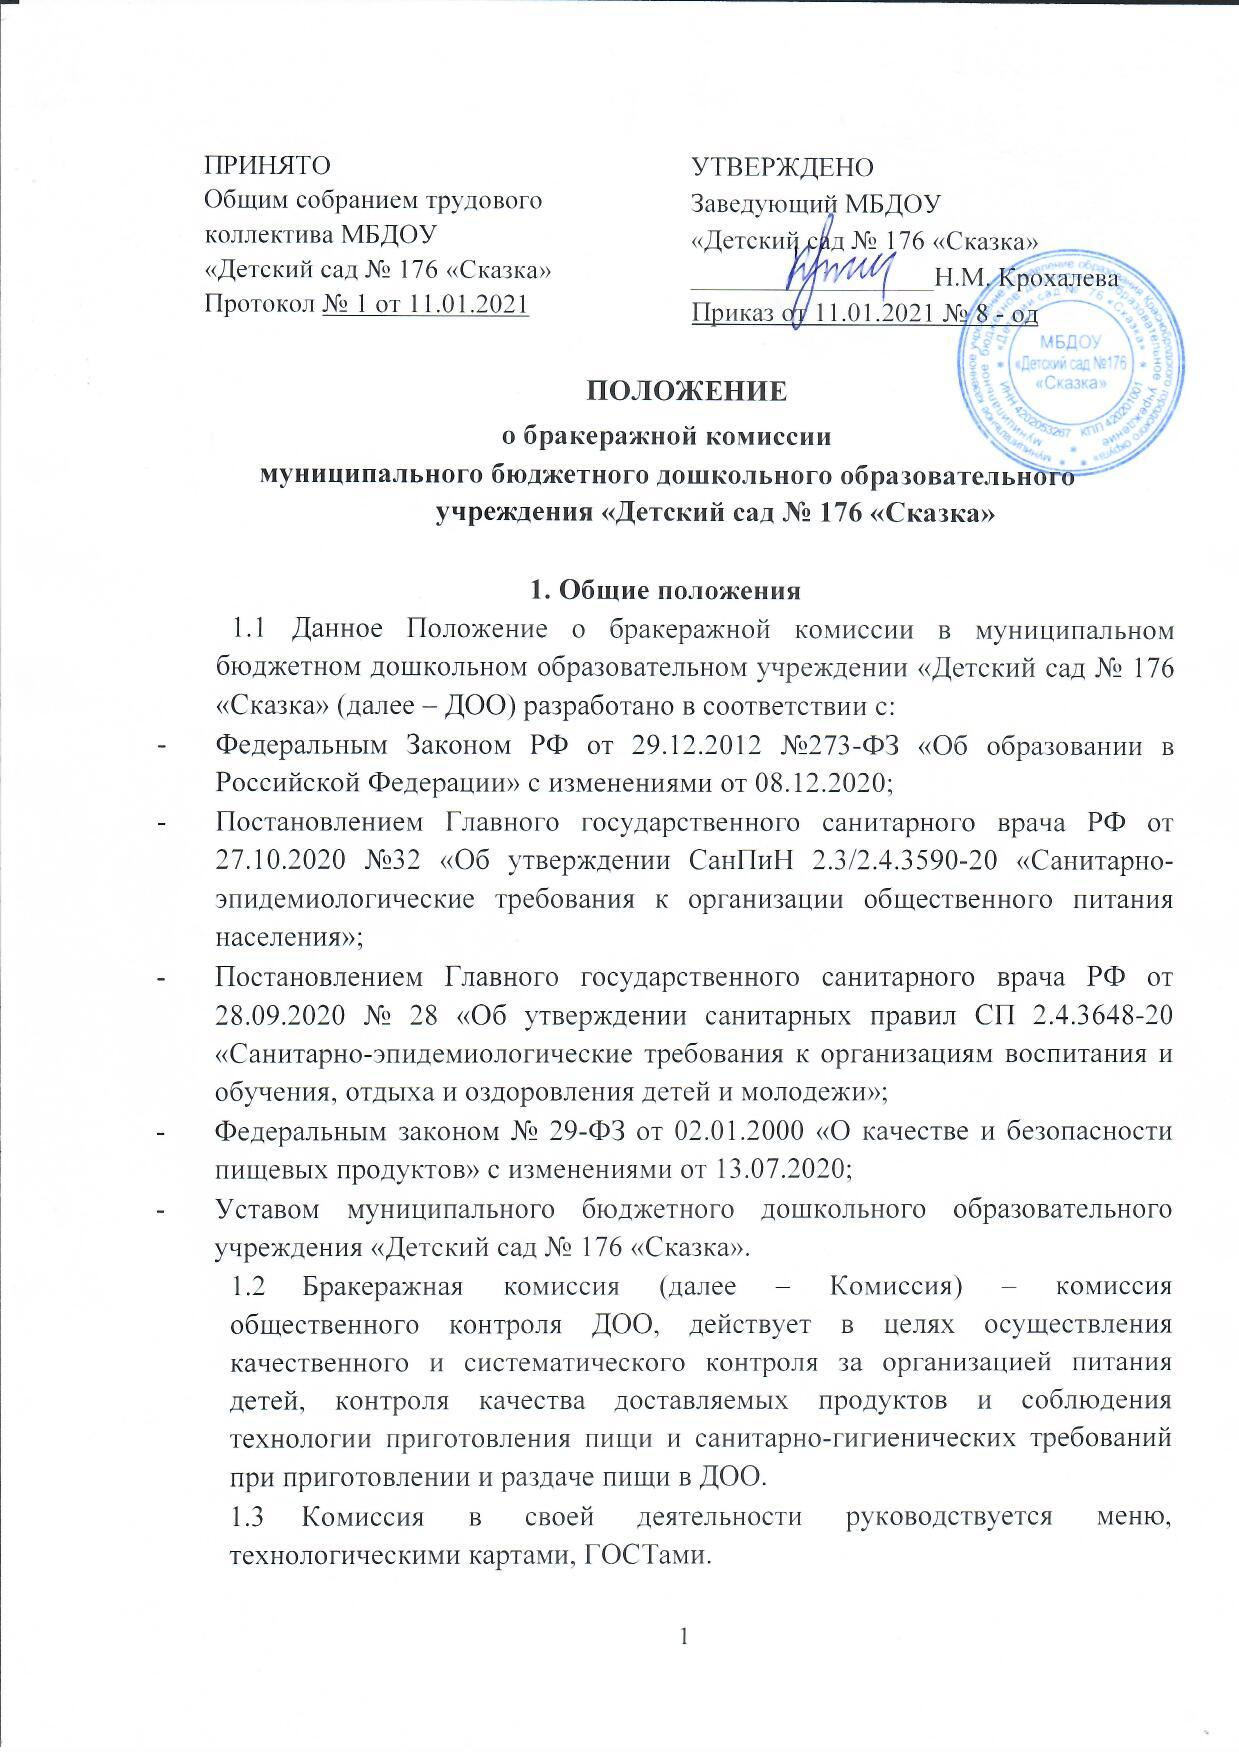 ПРИНЯТО
Общим собранием трудового
коллектива МБДОУ
«Детский сад № 176 «Сказка»
Протокол № 1 от 11.01.2021
УТВЕРЖДЕНО
Заведующий МБДОУ
«Детский сад № 176 «Сказка»
Н.М. Крохалева
Приказ от 11.01.2021 № 8 - од
МБДОУ
«Детский сад №176
«Сказка»
ИНН 4202053267 КПП 420201001
ПОЛОЖЕНИЕ
о бракеражной комиссии
муниципального бюджетного дошкольного образовательного
учреждения «Детский сад № 176 «Сказка»
1. Общие положения
1.1 Данное Положение о бракеражной комиссии в муниципальном
бюджетном дошкольном образовательном учреждении «Детский сад № 176
«Сказка» (далее – ДОО) разработано в соответствии с:
- Федеральным Законом РФ от 29.12.2012 №273-ФЗ «Об образовании в
Российской Федерации» с изменениями от 08.12.2020;
- Постановлением Главного государственного санитарного врача РФ от
27.10.2020 №32 «Об утверждении СанПиН 2.3/2.4.3590-20 «Санитарно-
эпидемиологические требования к организации общественного питания
населения»;
- Постановлением Главного государственного санитарного врача РФ от
28.09.2020 № 28 «Об утверждении санитарных правил СП 2.4.3648-20
«Санитарно-эпидемиологические требования к организациям воспитания и
обучения, отдыха и оздоровления детей и молодежи»;
- Федеральным законом № 29-ФЗ от 02.01.2000 «О качестве и безопасности
пищевых продуктов» с изменениями от 13.07.2020;
- Уставом муниципального бюджетного дошкольного образовательного
учреждения «Детский сад № 176 «Сказка».
1.2 Бракеражная комиссия (далее – Комиссия) – комиссия
общественного контроля ДОО, действует в целях осуществления
качественного и систематического контроля за организацией питания
детей, контроля качества доставляемых продуктов и соблюдения
технологии приготовления пищи и санитарно-гигиенических требований
при приготовлении и раздаче пищи в ДОО.
1.3 Комиссия в своей деятельности руководствуется меню,
технологическими картами, ГОСТами.
1